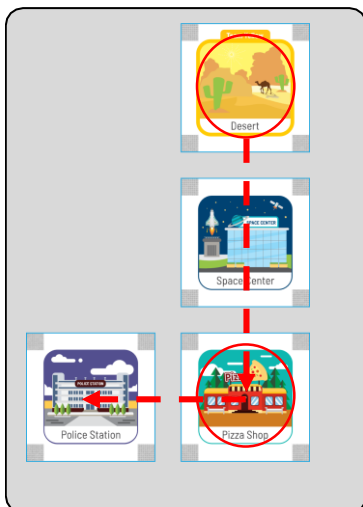 Desert
SPACE CENTER
Space Center
POLICE STATION
Police Station
Pizza Shop